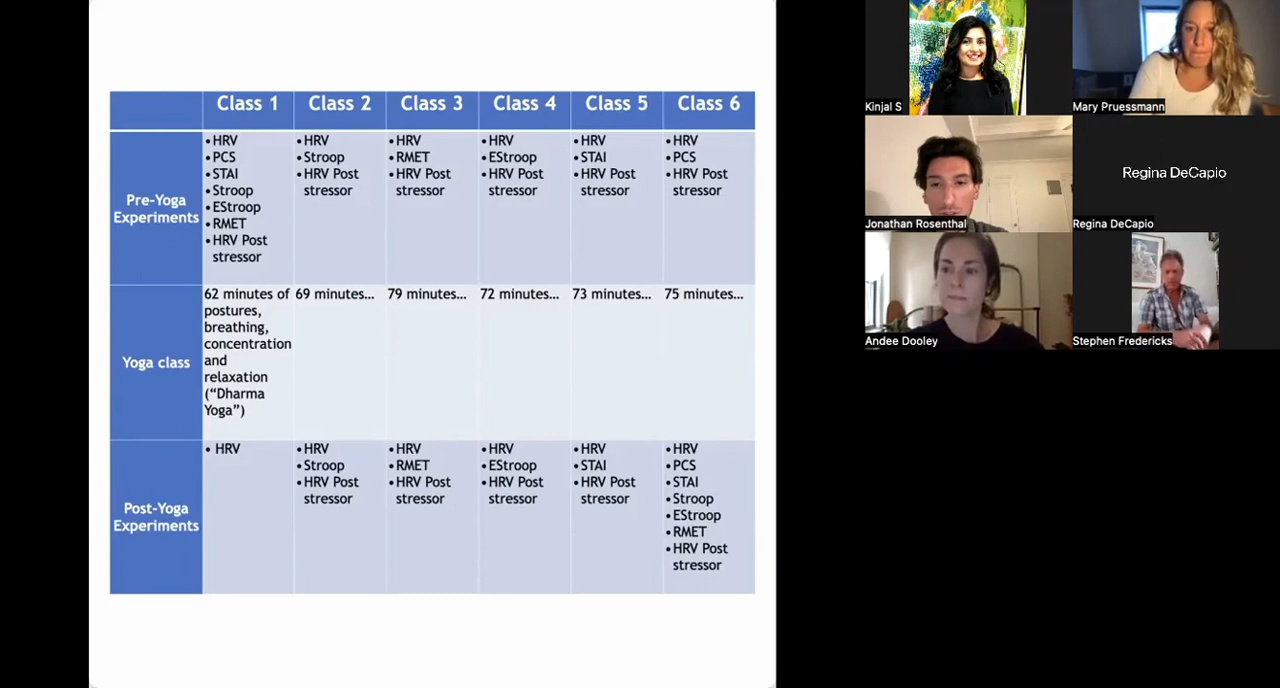 Class 1
Class 2
Class 3
Class 4
Class 5
Class 6
Pre-Yoga
Experiments
• HRV
• PCS
• STAI
• Stroop
• EStroop
• RMET
• HRV Post
stressor
• HRV
• Stroop
• HRV Post
stressor
• HRV
• RMET
• HRV Post
stressor
• HRV
• EStroop
• HRV Post
stressor
• HRV
• STAI
• HRV Post
stressor
• HRV
• PCS
• HRV Post
stressor
Yoga class
62 minutes of
postures,
breathing,
concentration
and
relaxation
(“Dharma
Yoga”)
69 minutes…
79 minutes…
72 minutes…
73 minutes…
75 minutes…
Post-Yoga
Experiments
• HRV
• HRV
• Stroop
• HRV Post
stressor
• HRV
• RMET
• HRV Post
stressor
• HRV
• EStroop
• HRV Post
stressor
• HRV
• STAI
• HRV Post
stressor
• HRV
• PCS
• STAI
• Stroop
• EStroop
• RMET
• HRV Post
stressor
Kinjal S
Mary Pruessmann
Jonathan Rosenthal
Regina DeCapio
Regina DeCapio
Andee Dooley
Stephen Fredericks